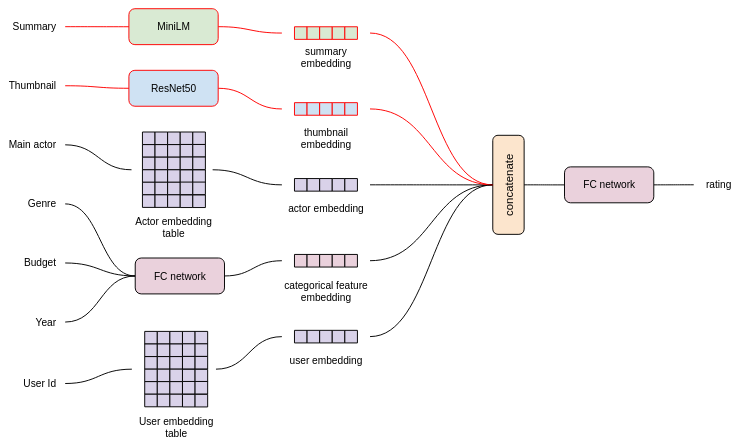 Summary
MiniLM
summary
embedding
Thumbnail
ResNet50
thumbnail
embedding
Main actor
Actor embedding
table
actor embedding
concatenate
FC network
rating
Genre
Budget
Year
FC network
categorical feature
embedding
User Id
User embedding
table
user embedding